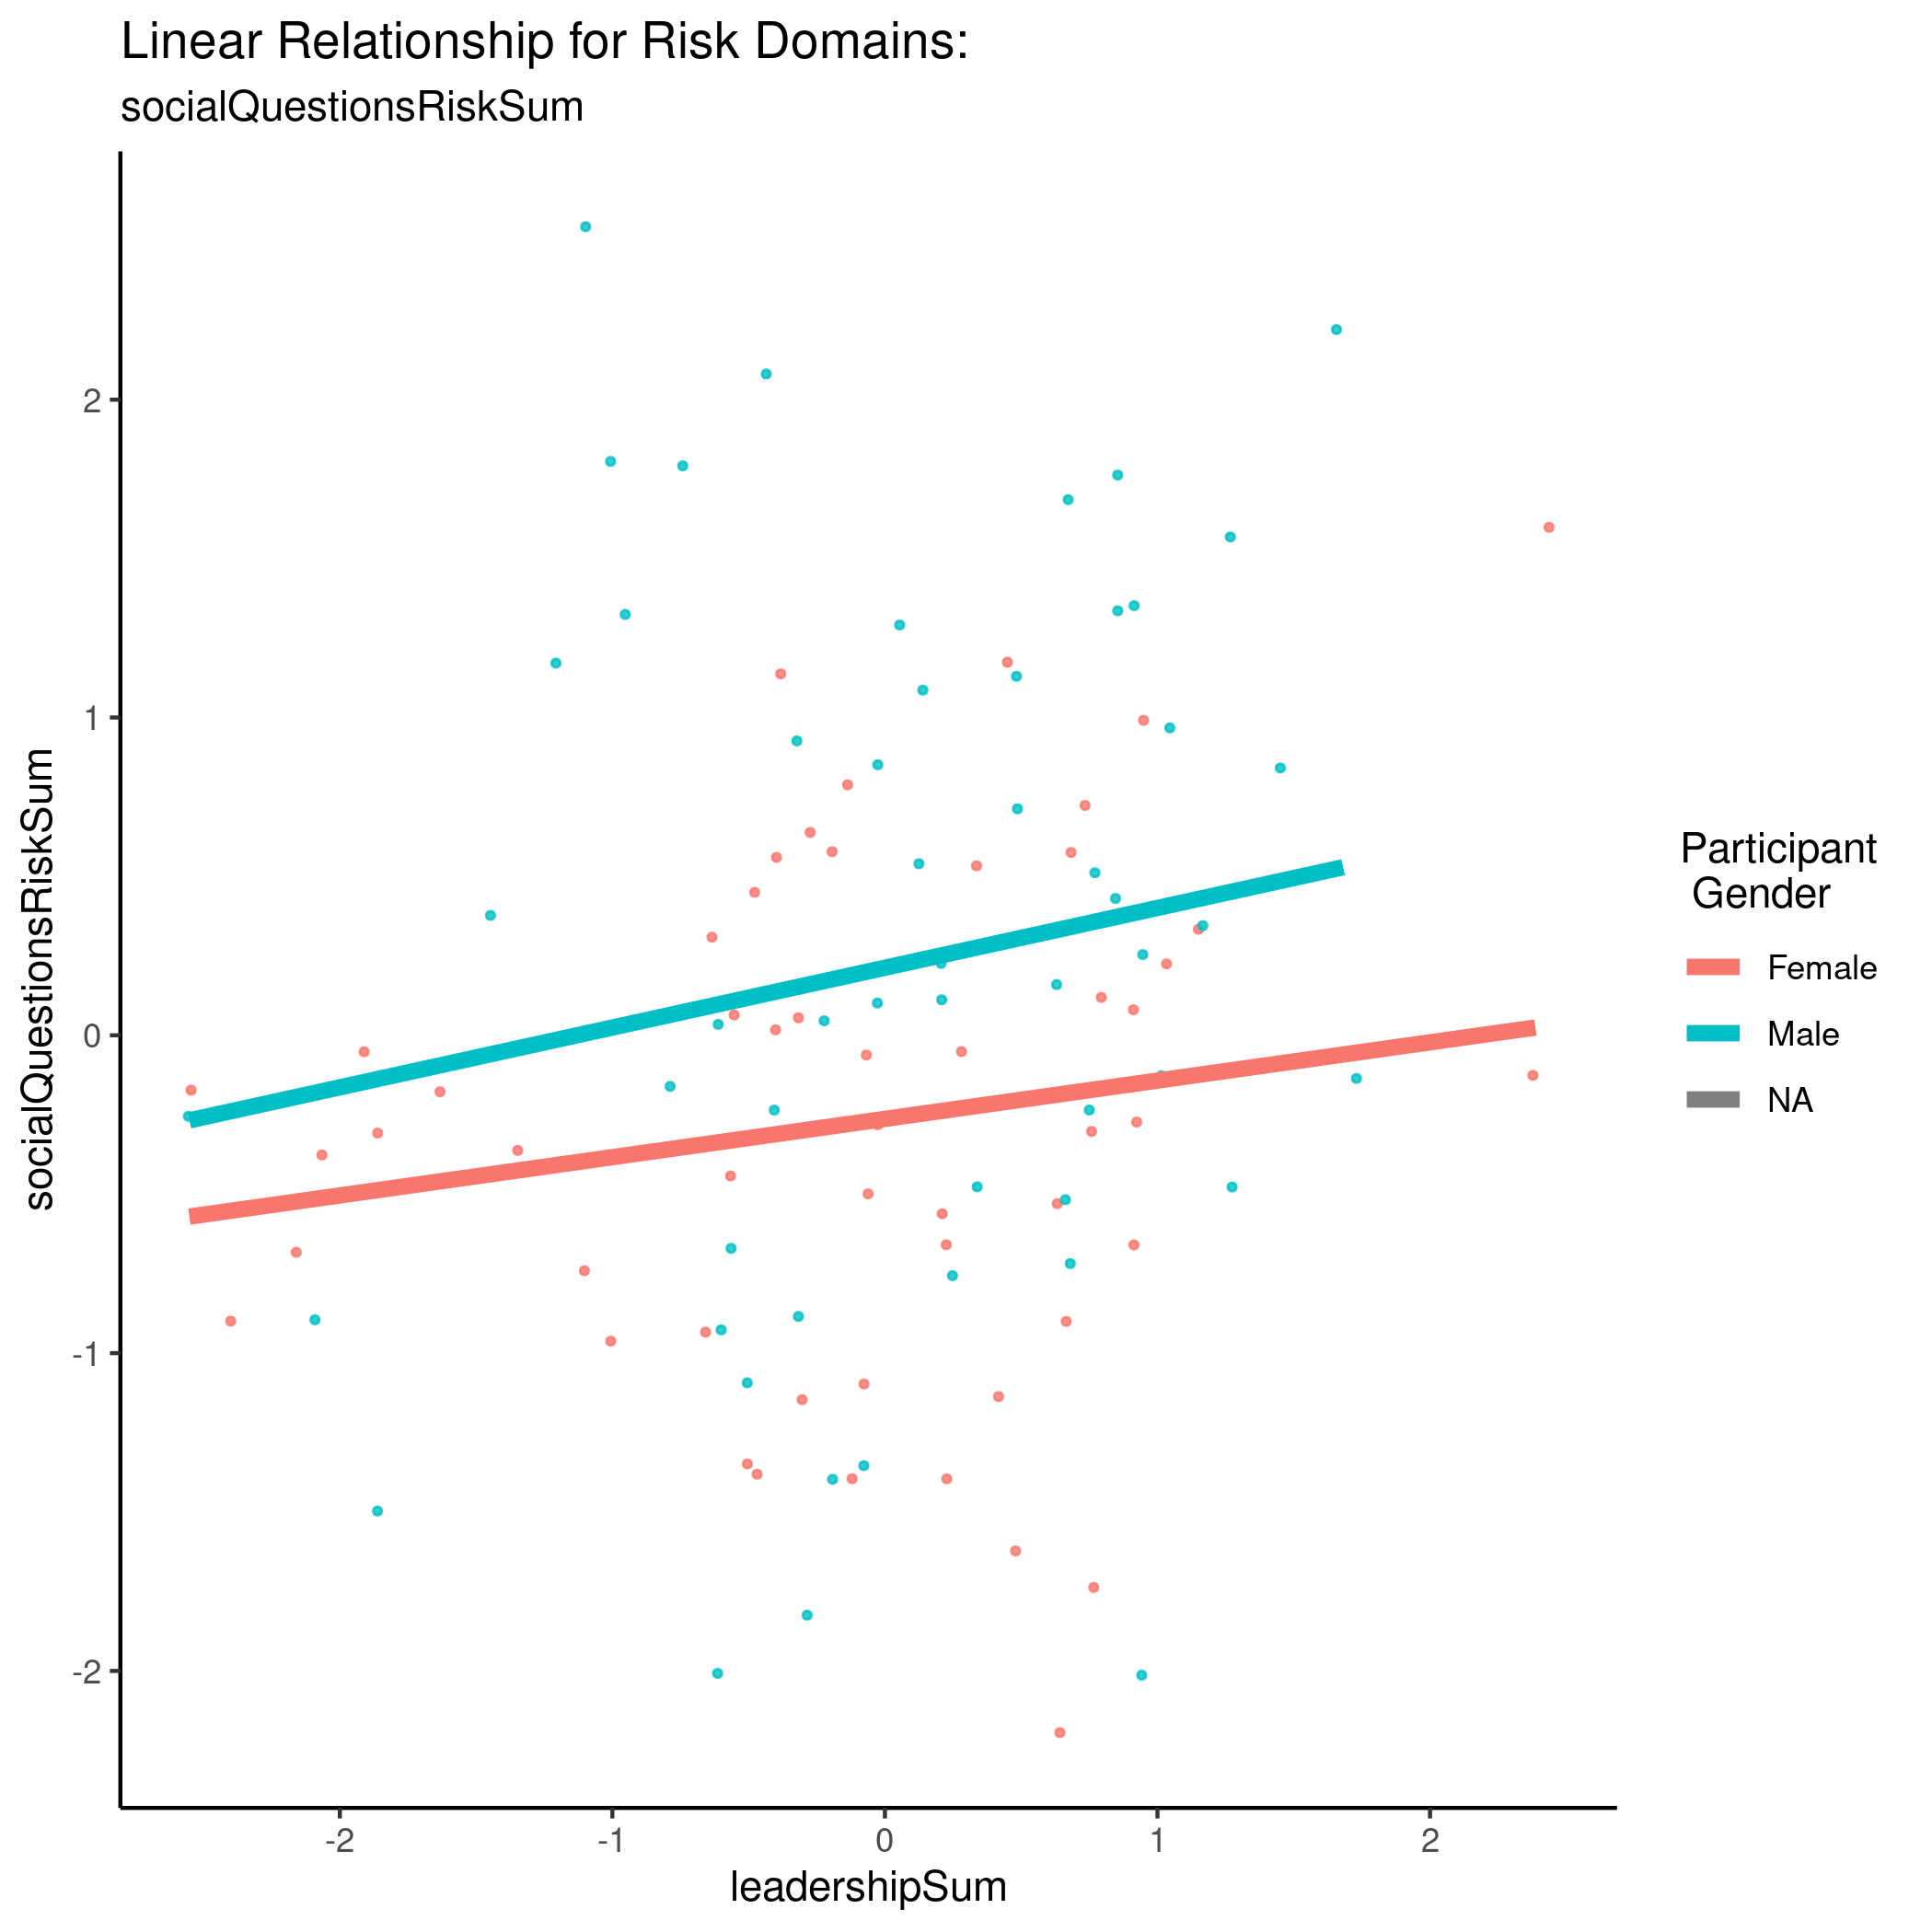 Linear Relationship for Risk Domains:
socialQuestionsRiskSum
socialQuestionsRiskSum
2
1
0
-1
-2
-2
-1
0
1
2
leadershipSum
Participant
Gender
Female
Male
NA